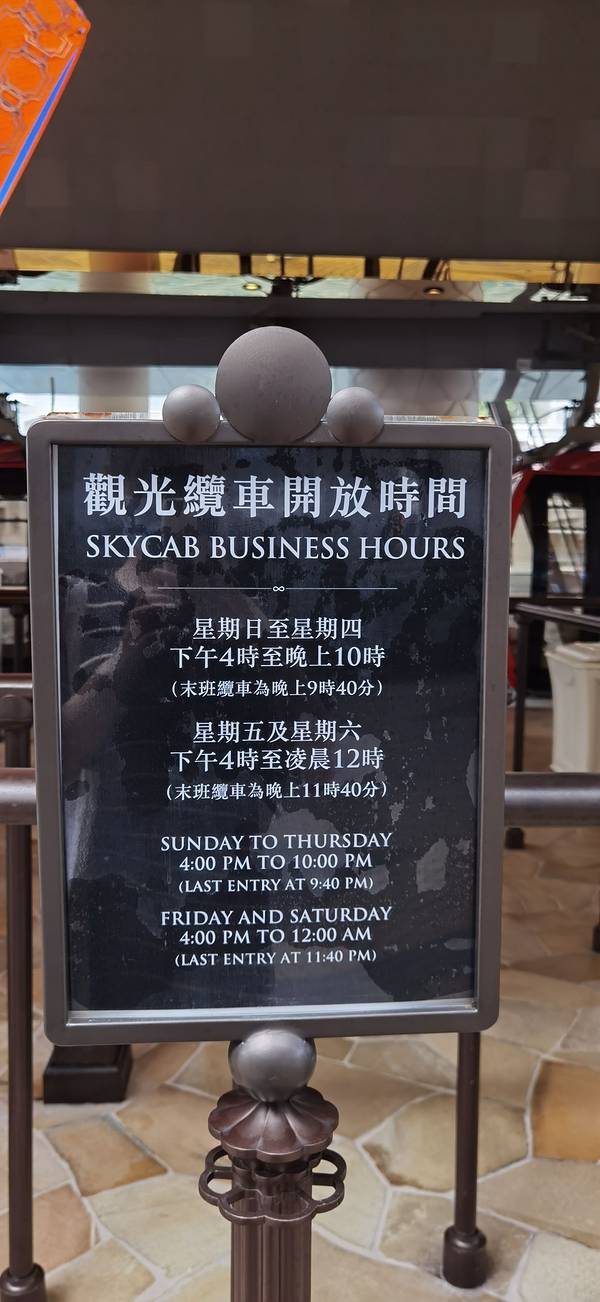 觀光纜車開放時間
SKYCAB BUSINESS HOURS
星期日至星期四
下午4時至晚上10時
(末班纜車為晚上9時40分)
星期五及星期六
下午4時至凌晨12時
(末班纜車為晚上11時40分)
SUNDAY TO THURSDAY
4:00 PM TO 10:00 PM
(LAST ENTRY AT 9:40 PM)
FRIDAY AND SATURDAY
4:00 PM TO 12:00 AM
(LAST ENTRY AT 11:40 PM)